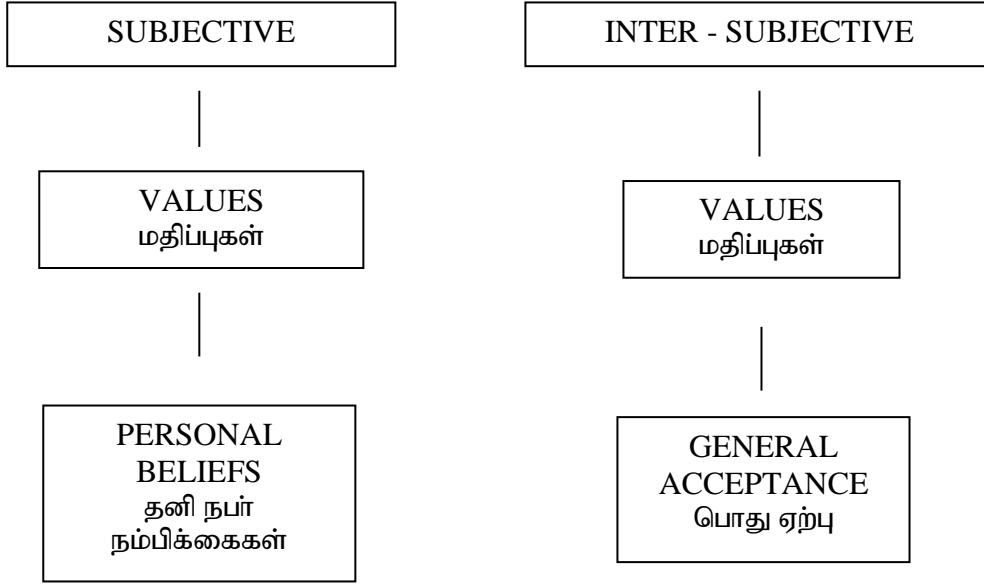 SUBJECTIVE
VALUES
மதிப்புகள்
PERSONAL
BELIEFS
தனி நபர்
நம்பிக்கைகள்
INTER - SUBJECTIVE
VALUES
மதிப்புகள்
GENERAL
ACCEPTANCE
பொது ஏற்பு